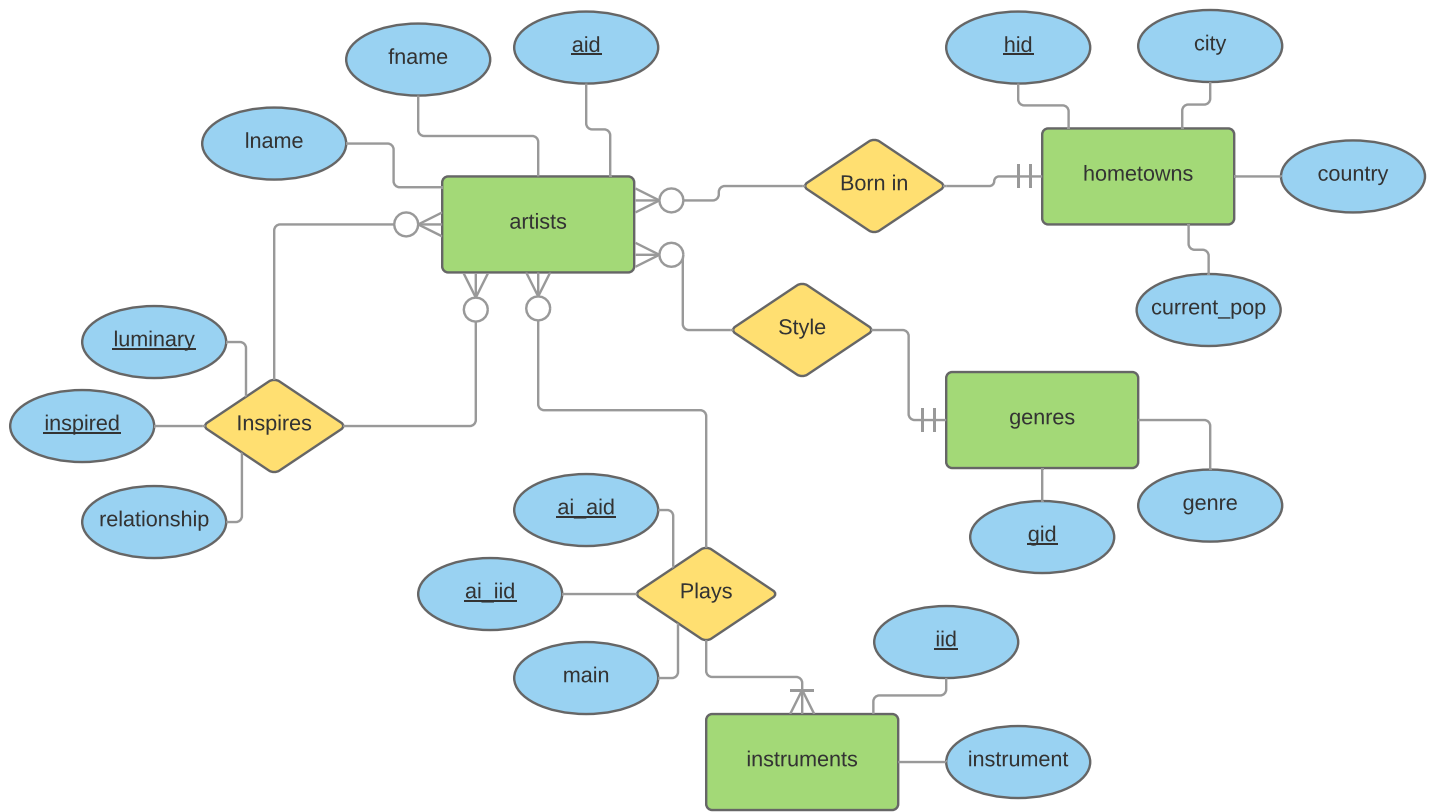 fname
aid
hid
city
lname
Born in
hometowns
country
artists
current_pop
luminary
Style
inspired
Inspires
genres
relationship
ai_aid
genre
gid
ai_iid
Plays
main
iid
instruments
instrument